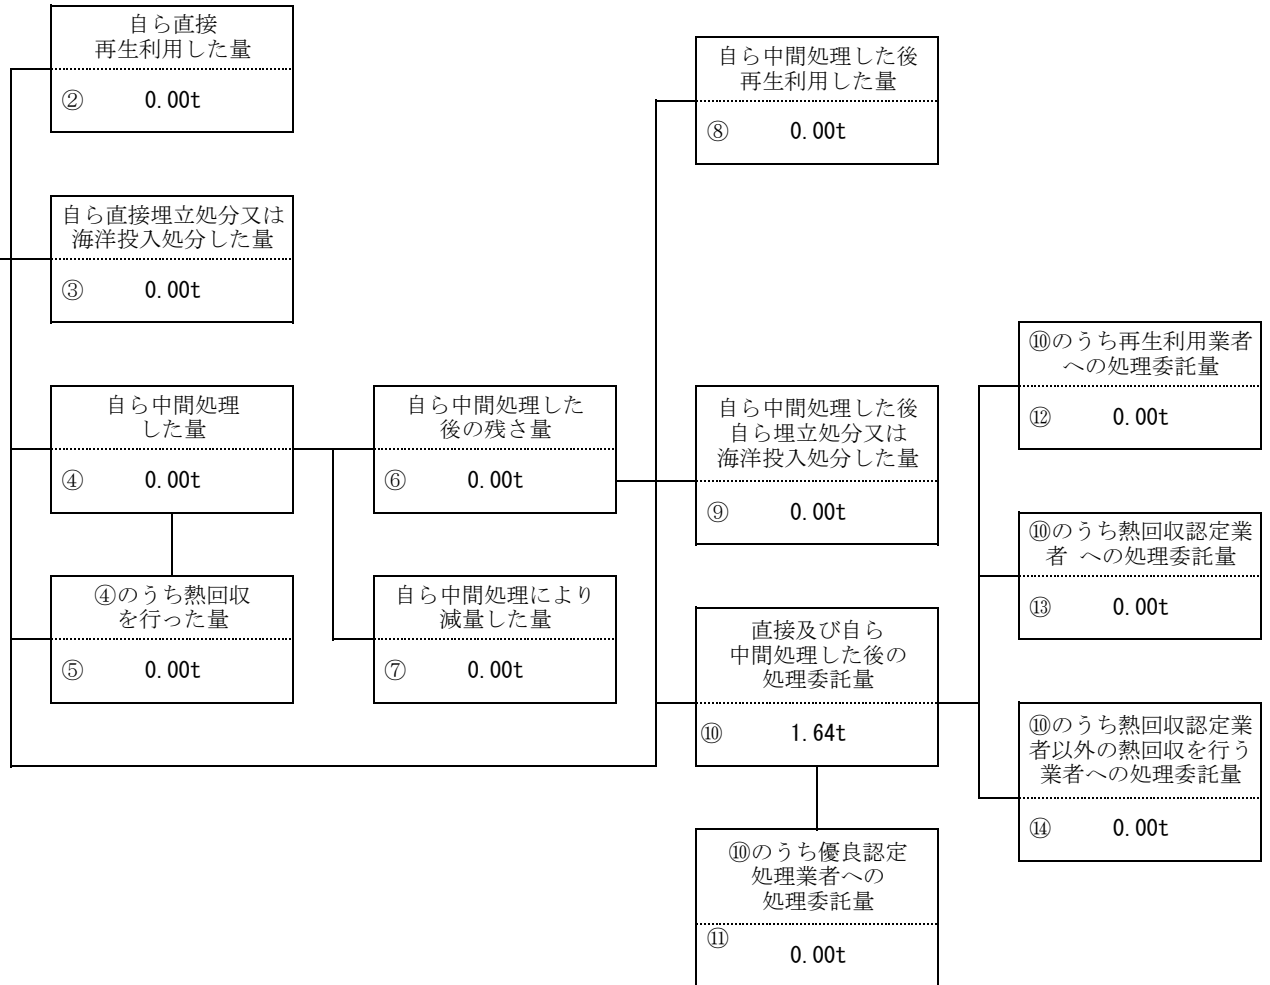 自ら直接
再生利用した量
② 0.00t
自ら直接埋立処分又は
海洋投入処分した量
③ 0.00t
自ら中間処理
した量
④ 0.00t
④のうち熱回収
を行った量
⑤ 0.00t
自ら中間処理した
後の残さ量
⑥ 0.00t
自ら中間処理により
減量した量
⑦ 0.00t
自ら中間処理した後
再生利用した量
⑧ 0.00t
自ら中間処理した後
自ら埋立処分又は
海洋投入処分した量
⑨ 0.00t
直接及び自ら
中間処理した後の
処理委託量
⑩ 1.64t
⑩のうち優良認定
処理業者への
処理委託量
⑪
0.00t
⑩のうち再生利用業者
への処理委託量
⑫ 0.00t
⑩のうち熱回収認定業
者 への処理委託量
⑬ 0.00t
⑩のうち熱回収認定業
者以外の熱回収を行う
業者への処理委託量
⑭ 0.00t